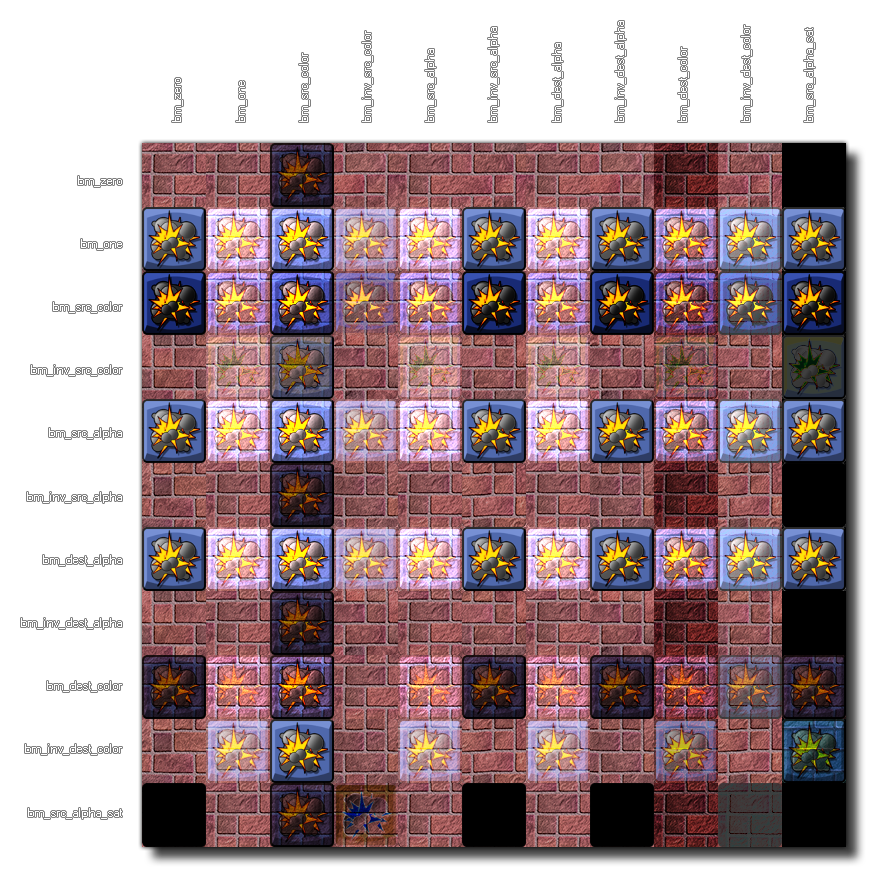 bm_zero
bm_one
bm_src_color
bm_inv_src_color
bm_src_alpha
bm_inv_src_alpha
bm_dest_alpha
bm_inv_dest_alpha
bm_dest_color
bm_inv_dest_color
bm_src_alpha_sat
bm_zero
bm_one
bm_src_color
bm_inv_src_color
bm_src_alpha
bm_inv_src_alpha
bm_dest_alpha
bm_inv_dest_alpha
bm_dest_color
bm_inv_dest_color
bm_src_alpha_sat